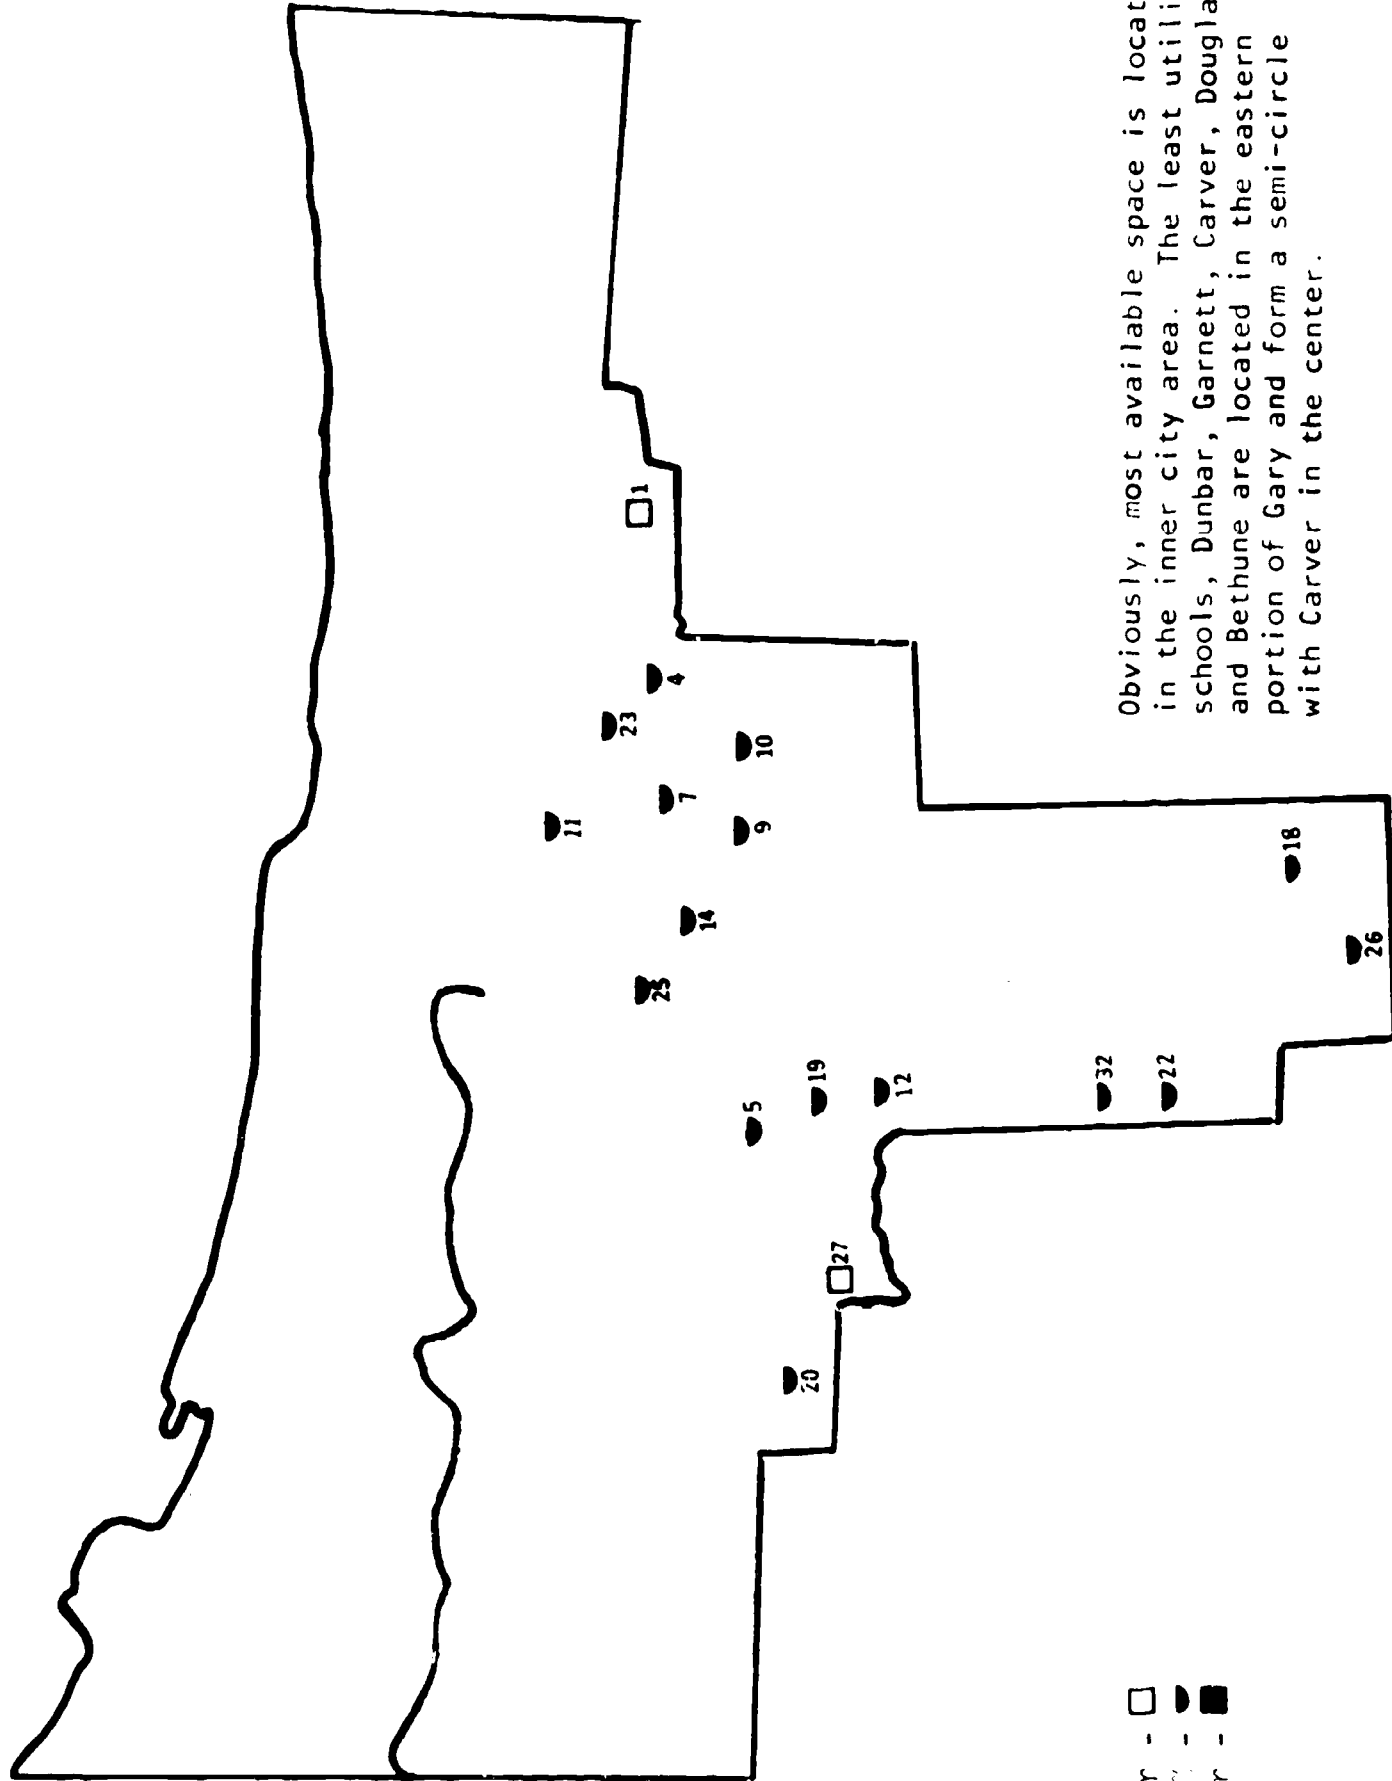 1
4
23
10
7
11
9
18
14
26
25
19
12
32
22
5
27
20
Obviously, most available space is locat
in the inner city area. The least utili
schools, Dunbar, Garnett, Carver, Dougla
and Bethune are located in the eastern
portion of Gary and form a semi-circle
with Carver in the center.
r -
-
r -